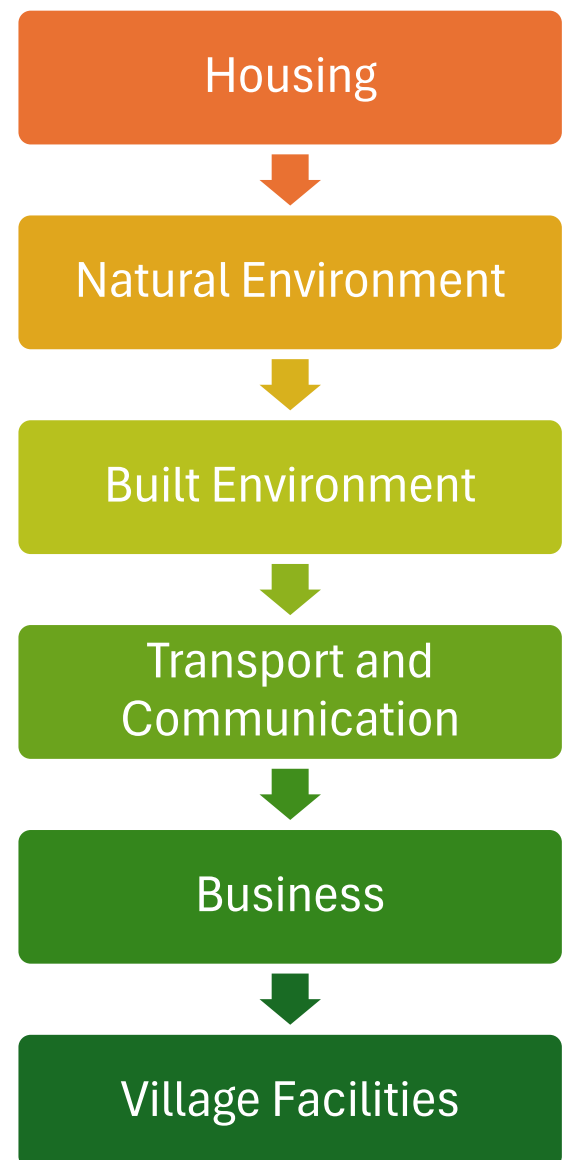 Housing
Natural Environment
Built Environment
Transport and
Communication
Business
Village Facilities